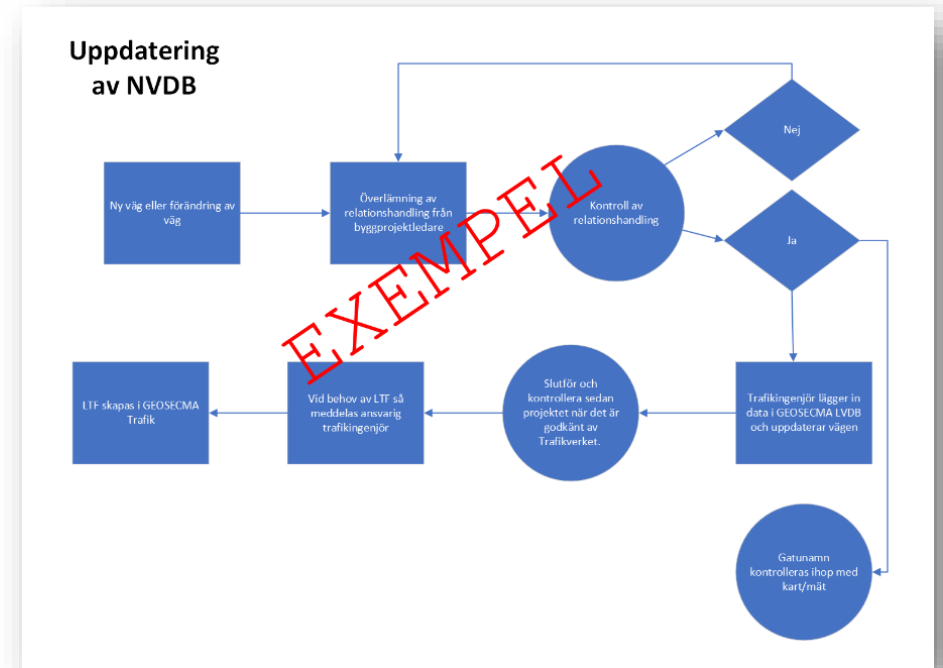 Uppdatering
av NVDB
Nej
Ny väg eller förändring av
väg
Överlämning av
relationshandling från
byggprojektledare
Kontroll av
relationshandling
Ja
EXEMPEL
LTF skapas i GEOSECMA
Trafik
Vid behov av LTF så
meddelas ansvarig
trafikingenjör
Slutför och
kontrollera sedan
projektet när det är
godkänt av
Trafikverket.
Trafikingenjör lägger in
data i GEOSECMA LVDB
och uppdaterar vägen
Gatunamn
kontrolleras ihop med
kart/mät